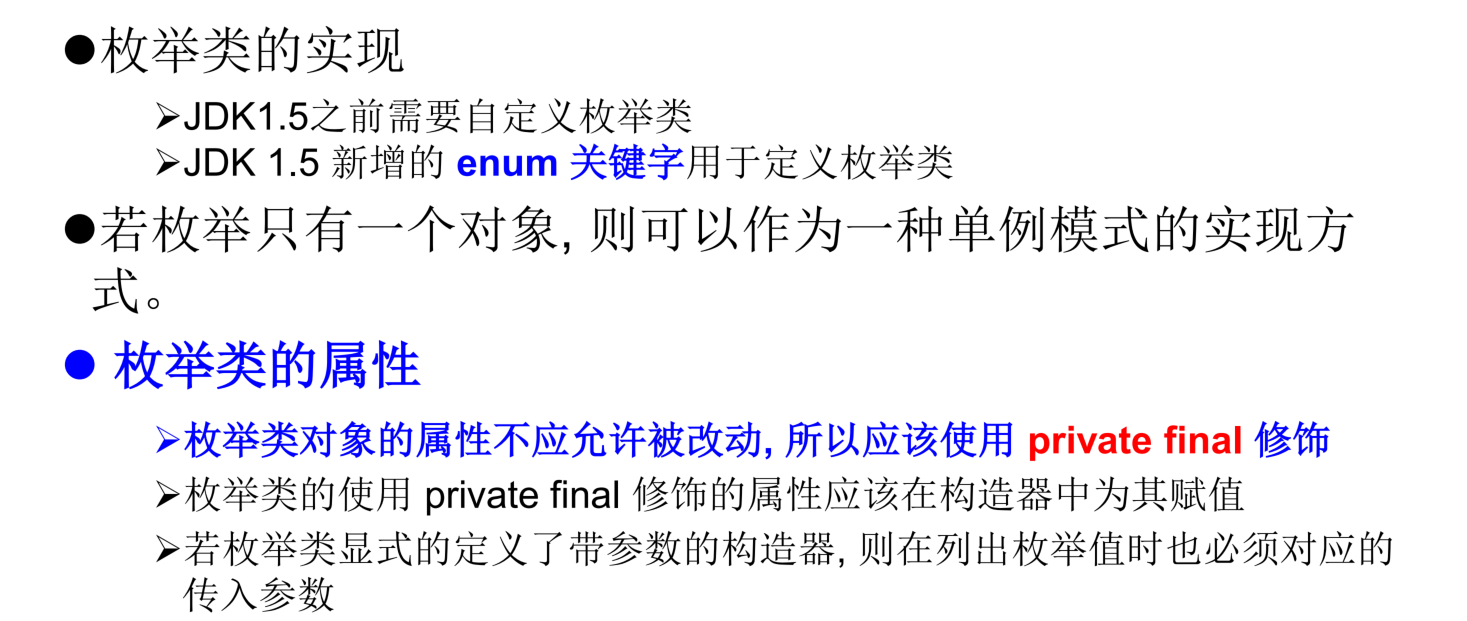 ●枚举类的实现
➢JDK1.5之前需要自定义枚举类
➢JDK 1.5 新增的 enum 关键字用于定义枚举类
●若枚举只有一个对象, 则可以作为一种单例模式的实现方
式。
● 枚举类的属性
➢枚举类对象的属性不应允许被改动, 所以应该使用 private final 修饰
➢枚举类的使用 private final 修饰的属性应该在构造器中为其赋值
➢若枚举类显式的定义了带参数的构造器, 则在列出枚举值时也必须对应的
传入参数